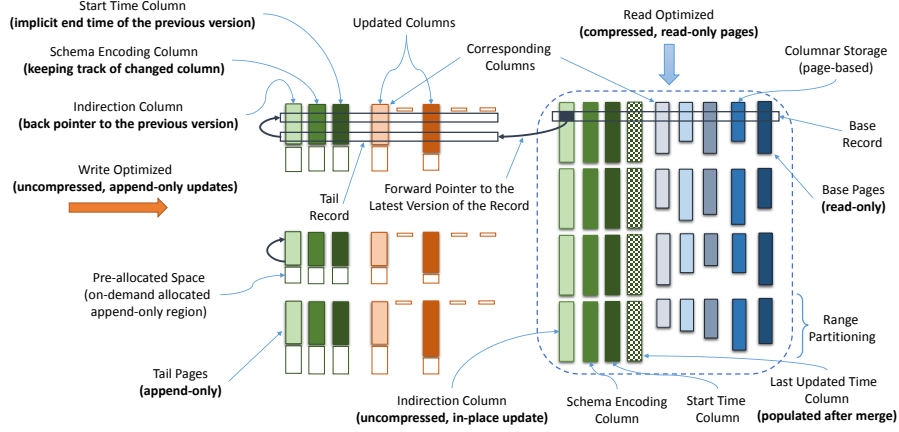 Start Time Column
(implicit end time of the previous version)
Schema Encoding Column
(keeping track of changed column)
Indirection Column
(back pointer to the previous version)
Write Optimized
(uncompressed, append-only updates)
Updated Columns
Corresponding
Columns
Read Optimized
(compressed, read-only pages)
Columnar Storage
(page-based)
Base
Record
Base Pages
(read-only)
Tail
Record
Forward Pointer to the
Latest Version of the Record
Pre-allocated Space
(on-demand allocated
append-only region)
Tail Pages
(append-only)
Range
Partitioning
Indirection Column
(uncompressed, in-place update)
Schema Encoding
Column
Start Time
Column
Last Updated Time
Column
(populated after merge)